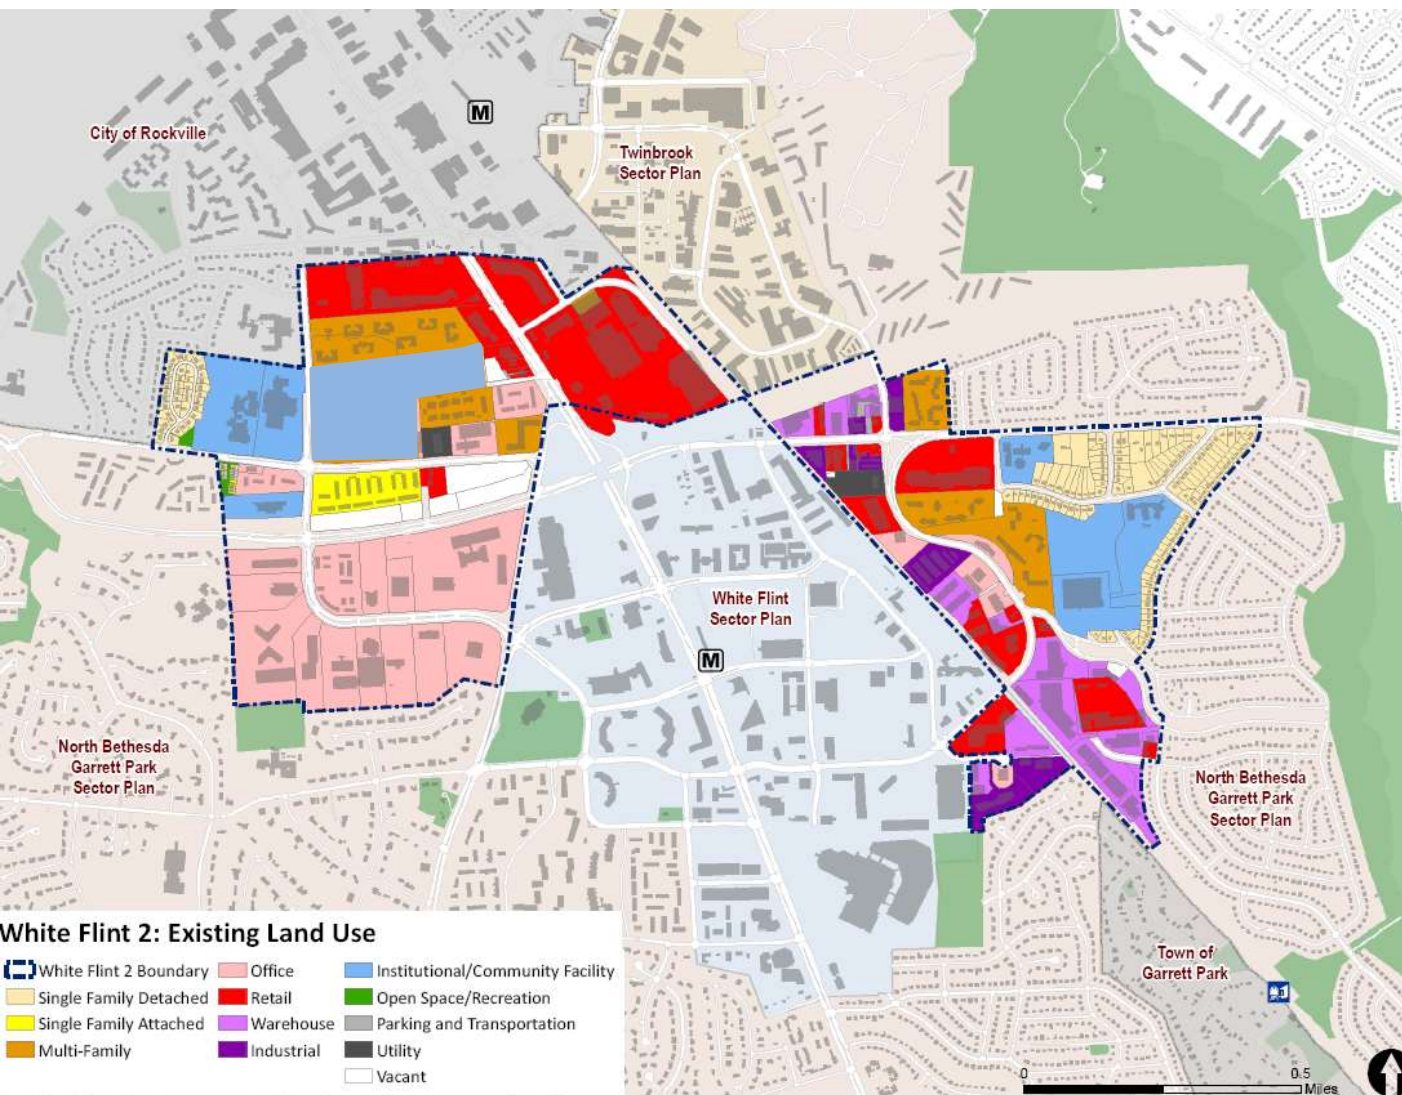 City of Rockville
M
Twinbrook
Sector Plan
White Flint
Sector Plan
M
North Bethesda
Garrett Park
Sector Plan
North Bethesda
Garrett Park
Sector Plan
Town of
Garrett Park
White Flint 2: Existing Land Use
White Flint 2 Boundary
Single Family Detached
Single Family Attached
Multi-Family
Office
Retail
Warehouse
Industrial
Institutional/Community Facility
Open Space/Recreation
Parking and Transportation
Utility
Vacant
0 0.5
Miles